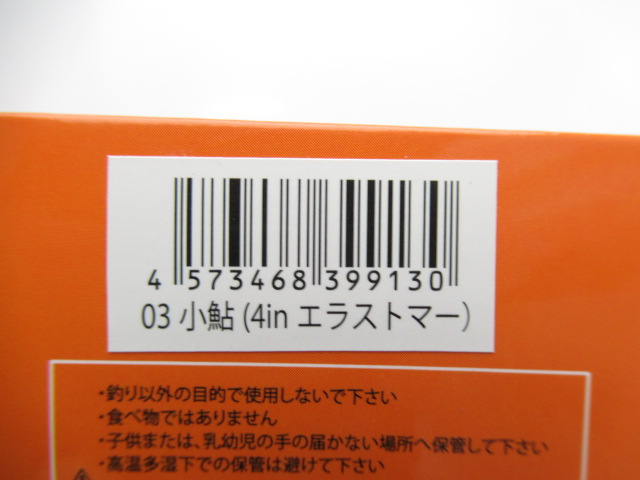 4 573468 399130
03 小鮎 (4in エラストマー)
・釣り以外の目的で使用しないで下さい
・食べ物ではありません
・子供または、乳幼児の手の届かない場所へ保管して下さい
・高温多湿下での保管は避けて下さい